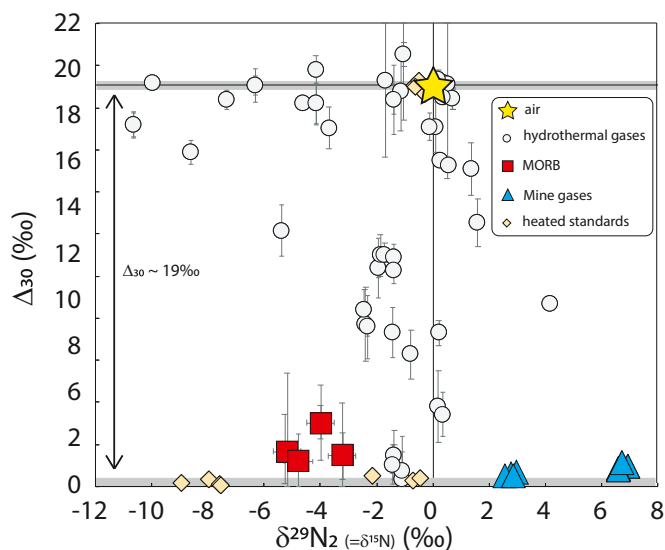 22
20
18
16
14
12
10
8
6
4
2
0
Δ₃₀ (‰)
Δ₃₀ ~ 19‰
air
hydrothermal gases
MORB
Mine gases
heated standards
-12 -10 -8 -6 -4 -2 0 2 4 6 8
δ²⁹N₂ (=δ¹⁵N) (‰)